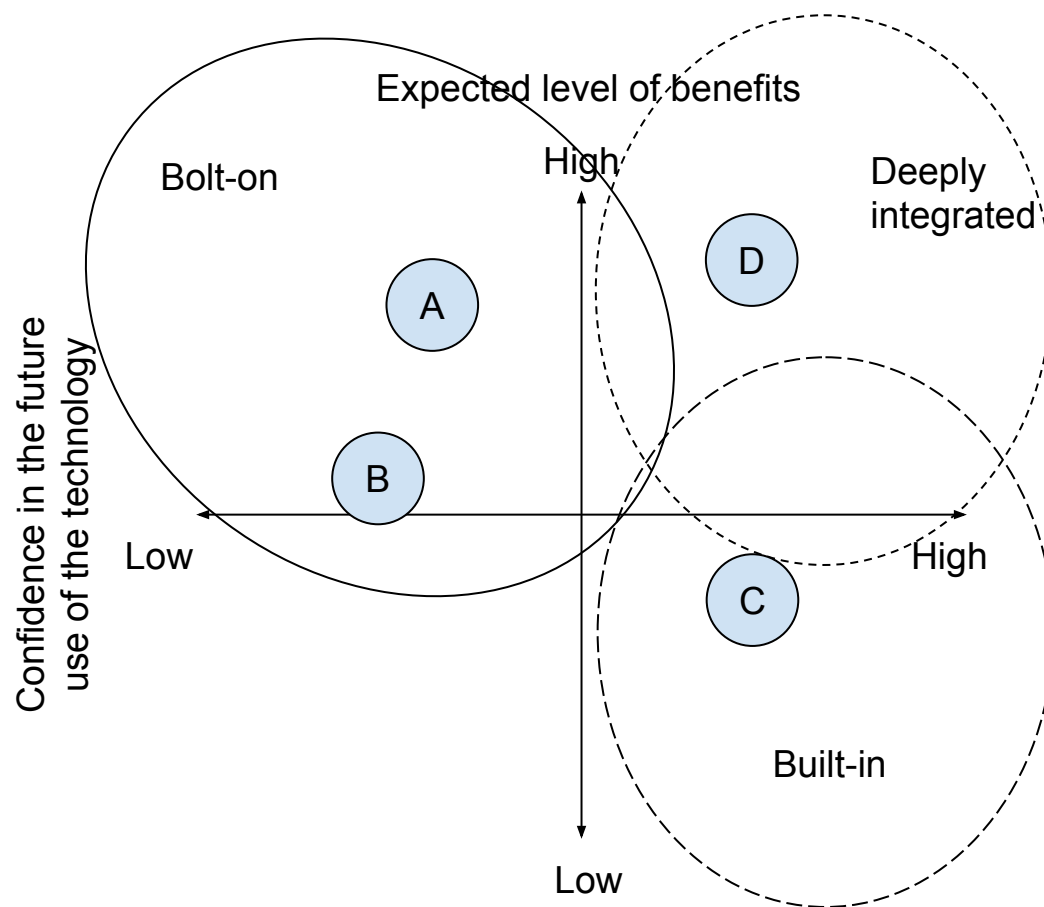 Expected level of benefits
High
Bolt-on
Deeply
integrated
D
A
Confidence in the future
use of the technology
B
Low
High
C
Built-in
Low